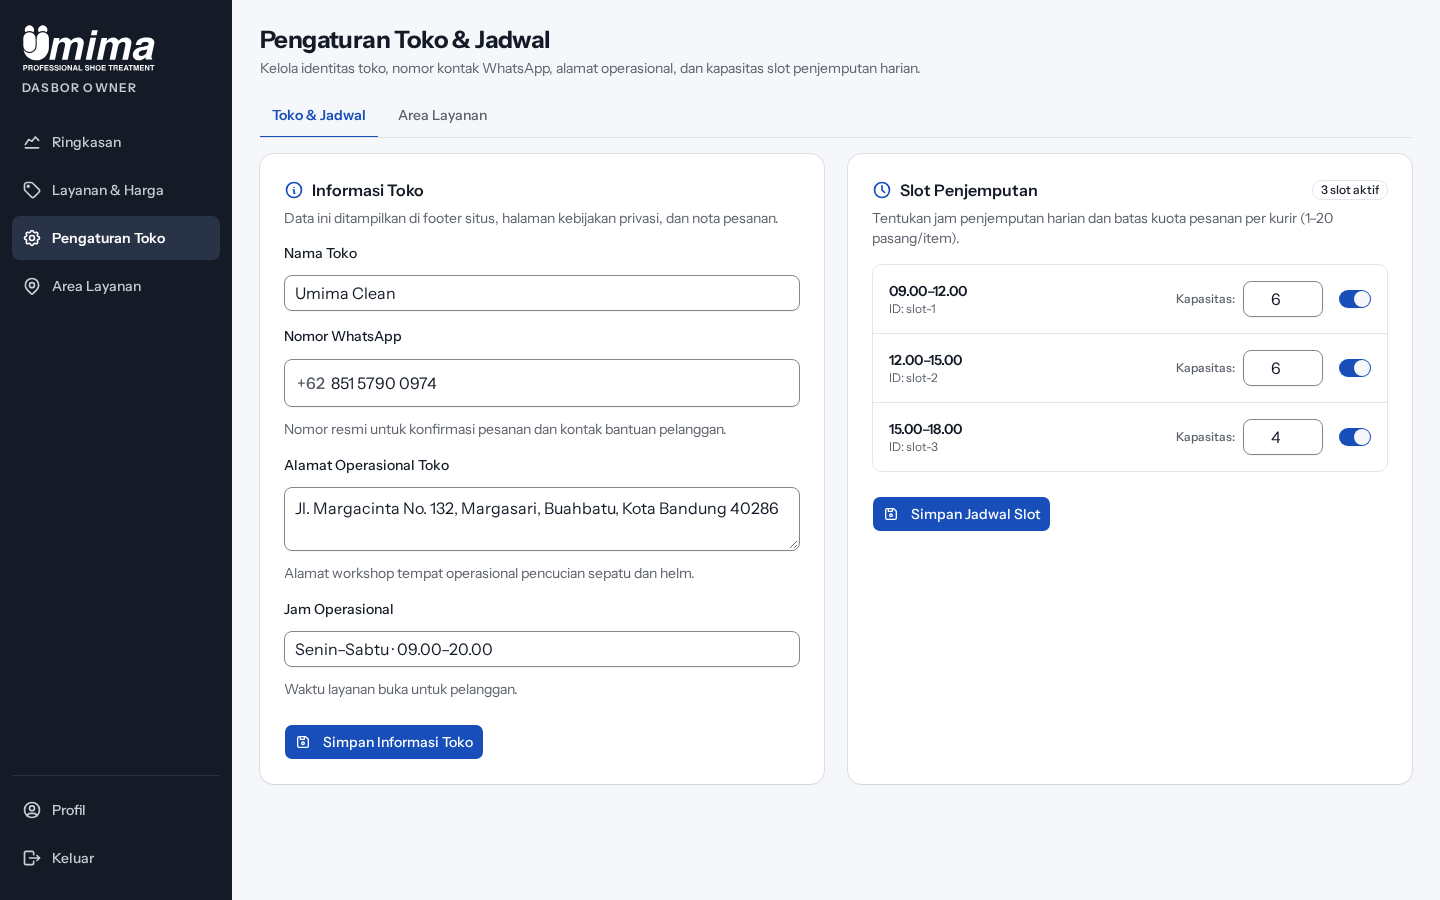 Umima
PROFESSIONAL SHOE TREATMENT
DASBOR OWNER
Ringkasan
Layanan & Harga
Pengaturan Toko
Area Layanan
Profil
Keluar
Pengaturan Toko & Jadwal
Kelola identitas toko, nomor kontak WhatsApp, alamat operasional, dan kapasitas slot penjemputan harian.
Toko & Jadwal
Area Layanan
Informasi Toko
Data ini ditampilkan di footer situs, halaman kebijakan privasi, dan nota pesanan.
Nama Toko
Umima Clean
Nomor WhatsApp
+62 851 5790 0974
Nomor resmi untuk konfirmasi pesanan dan kontak bantuan pelanggan.
Alamat Operasional Toko
Jl. Margacinta No. 132, Margasari, Buahbatu, Kota Bandung 40286
Alamat workshop tempat operasional pencucian sepatu dan helm.
Jam Operasional
Senin–Sabtu · 09.00–20.00
Waktu layanan buka untuk pelanggan.
Simpan Informasi Toko
Slot Penjemputan
3 slot aktif
Tentukan jam penjemputan harian dan batas kuota pesanan per kurir (1–20
pasang/item).
09.00–12.00
ID: slot-1
Kapasitas: 6
12.00–15.00
ID: slot-2
Kapasitas: 6
15.00–18.00
ID: slot-3
Kapasitas: 4
Simpan Jadwal Slot